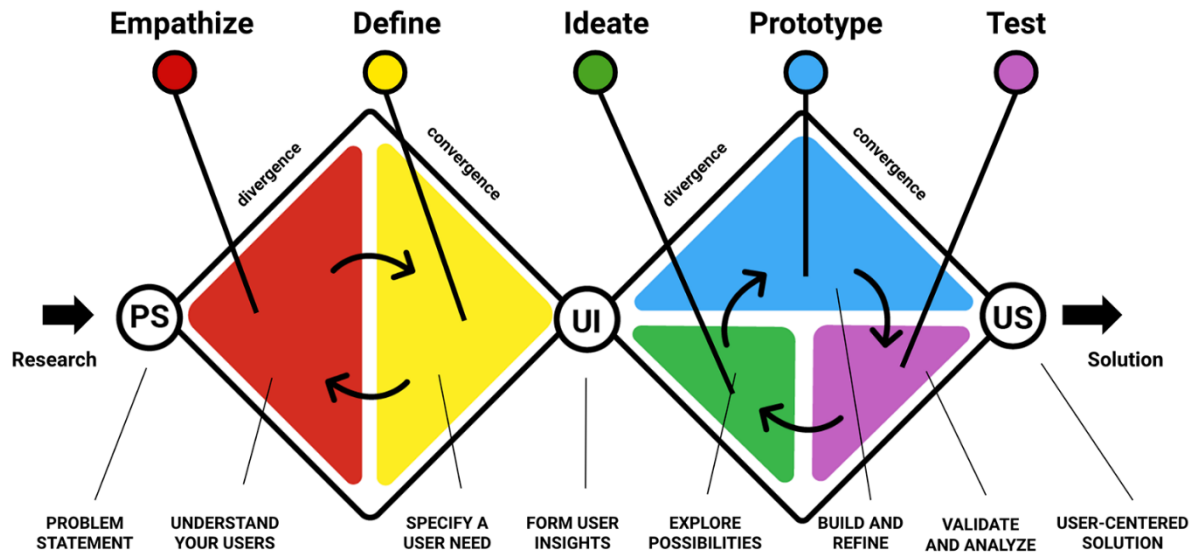 Empathize
Define
Ideate
Prototype
Test
divergence
convergence
divergence
convergence
PS
UI
US
Research
Solution
PROBLEM
STATEMENT
UNDERSTAND
YOUR USERS
SPECIFY A
USER NEED
FORM USER
INSIGHTS
EXPLORE
POSSIBILITIES
BUILD AND
REFINE
VALIDATE
AND ANALYZE
USER-CENTERED
SOLUTION